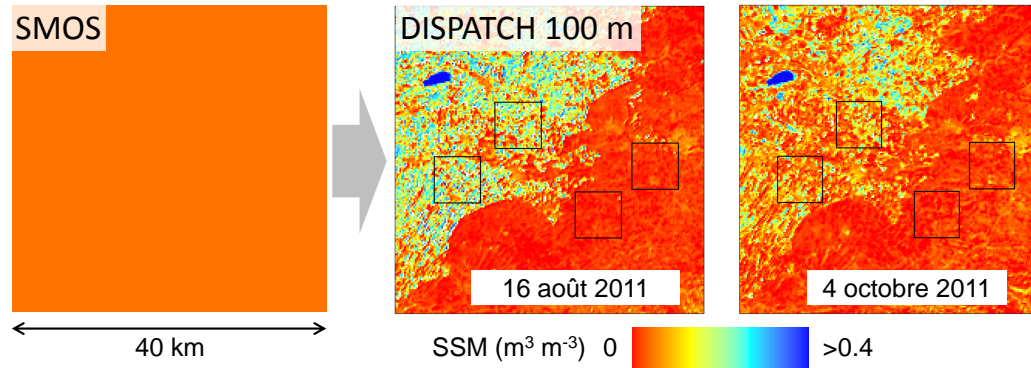 SMOS
DISPATCH 100 m
16 août 2011
4 octobre 2011
40 km
SSM (m³ m⁻³) 0 >0.4